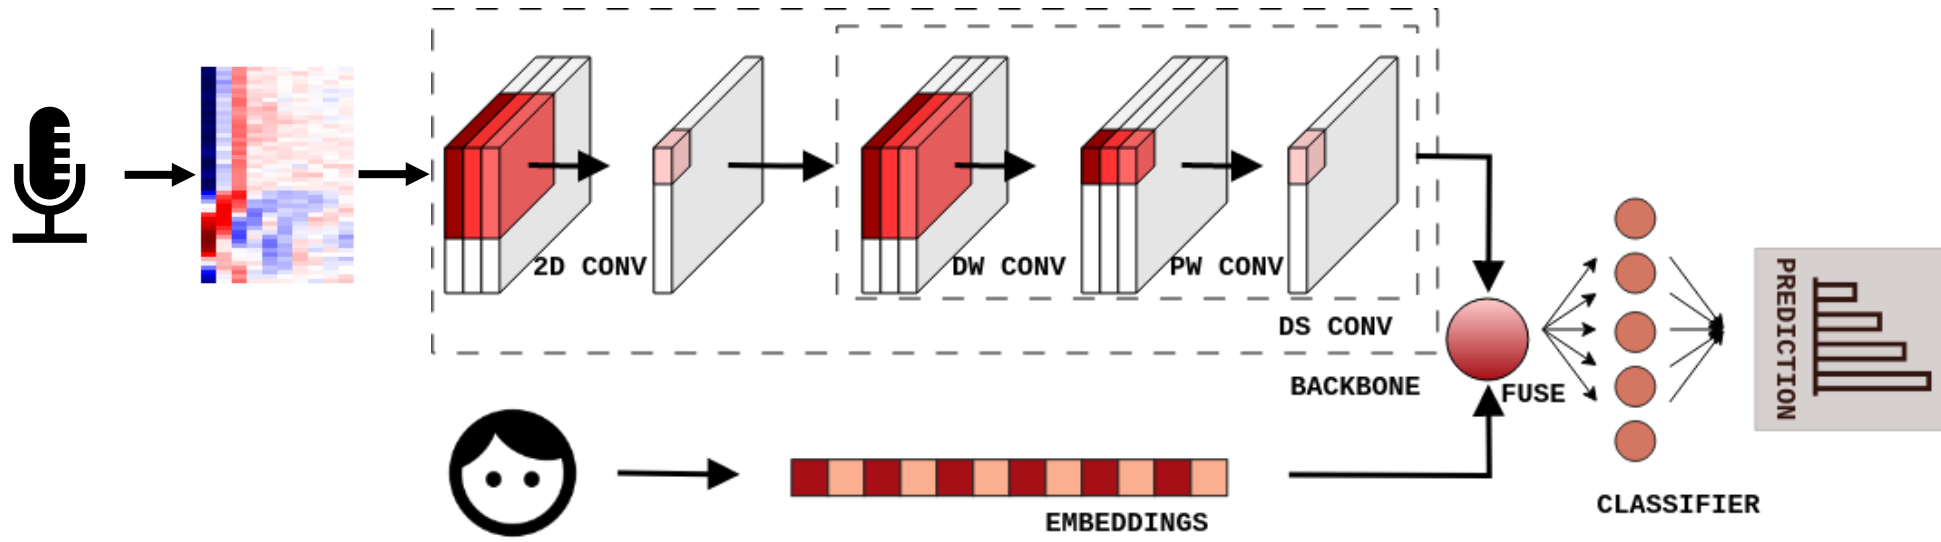 2D CONV
DW CONV
PW CONV
DS CONV
BACKBONE
FUSE
PREDICTION
EMBEDDINGS
CLASSIFIER